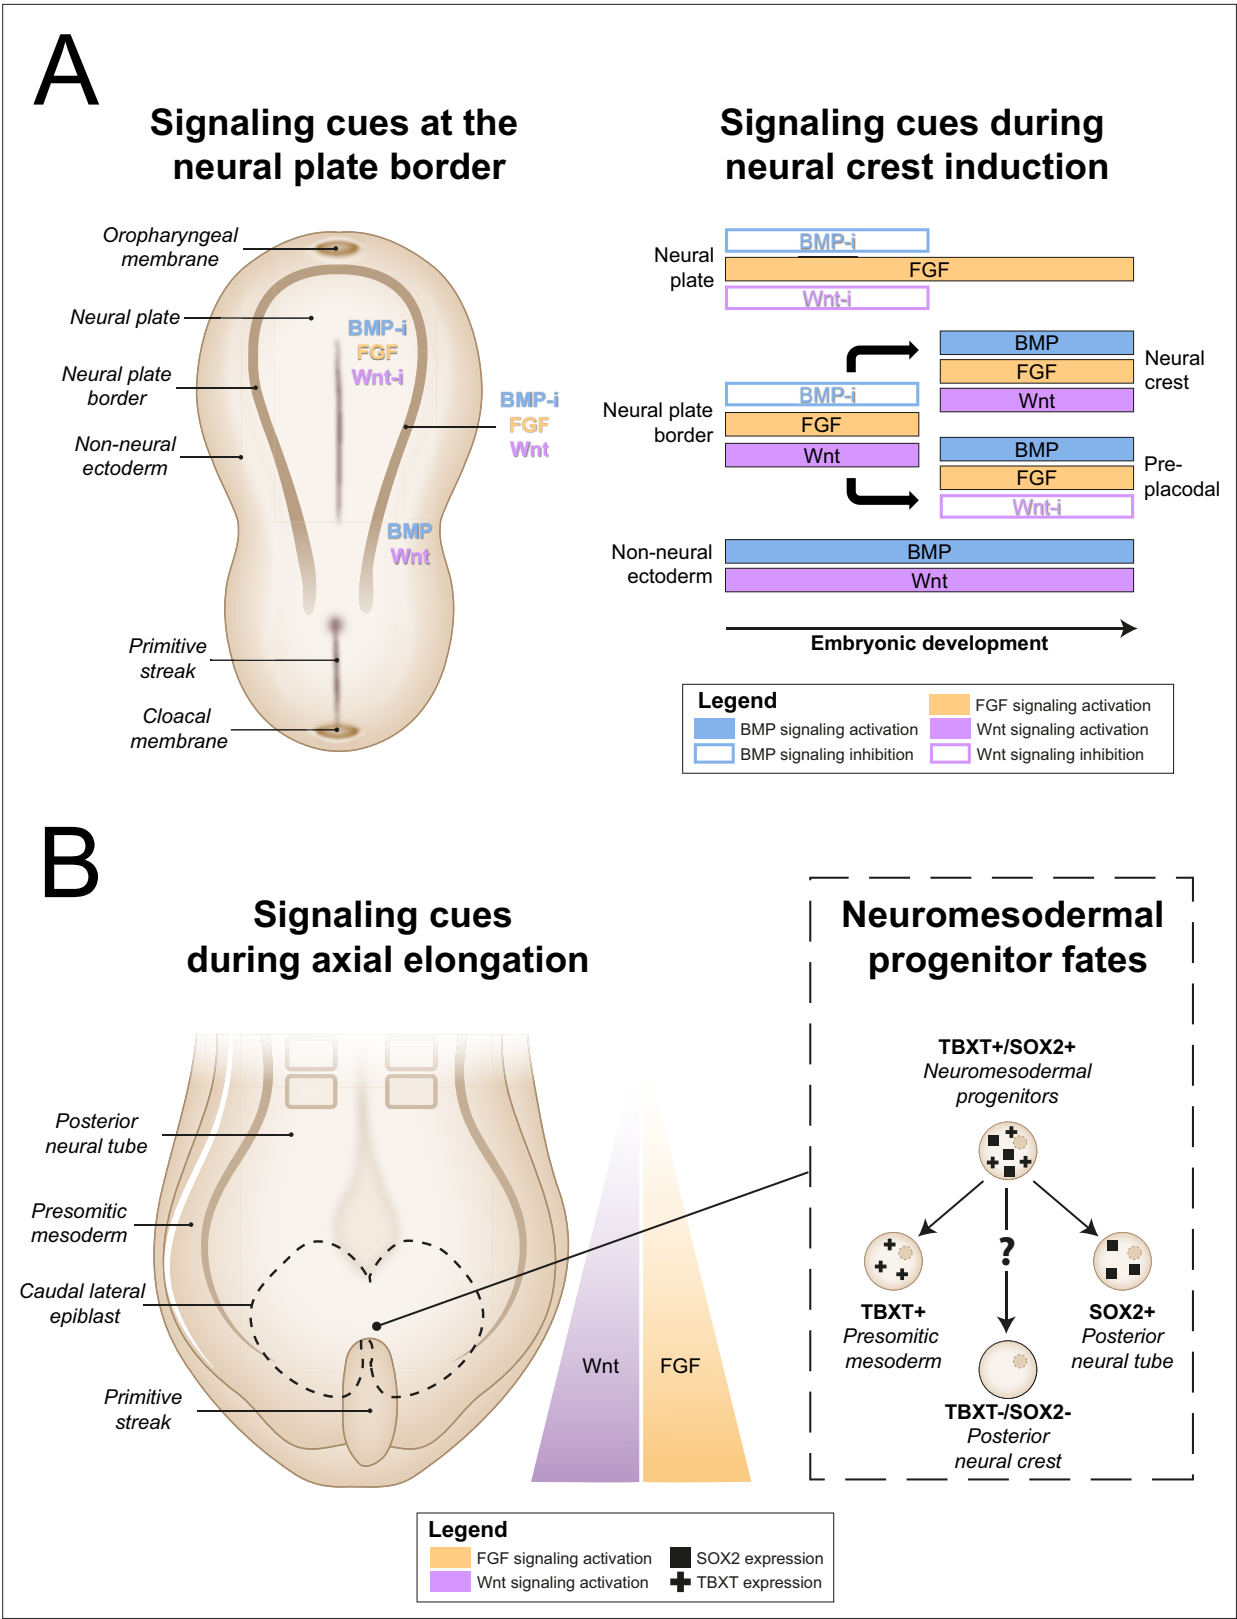 A
Signaling cues at the
neural plate border
Oropharyngeal
membrane
Neural plate
Neural plate
border
Non-neural
ectoderm
Primitive
streak
Cloacal
membrane
BMP-i
FGF
Wnt-i
BMP-i
FGF
Wnt
BMP
Wnt
Signaling cues during
neural crest induction
Neural
plate
BMP-i
FGF
Wnt-i
Neural plate
border
BMP-i
FGF
Wnt
BMP
FGF
Wnt
Neural
crest
BMP
FGF
Wnt-i
Pre-
placodal
Non-neural
ectoderm
BMP
Wnt
Embryonic development
Legend
BMP signaling activation
BMP signaling inhibition
FGF signaling activation
Wnt signaling activation
Wnt signaling inhibition
B
Signaling cues
during axial elongation
Posterior
neural tube
Presomitic
mesoderm
Caudal lateral
epiblast
Primitive
streak
Wnt
FGF
Neuromesodermal
progenitor fates
TBXT+/SOX2+
Neuromesodermal
progenitors
?
TBXT+
Presomitic
mesoderm
SOX2+
Posterior
neural tube
TBXT-/SOX2-
Posterior
neural crest
Legend
FGF signaling activation
Wnt signaling activation
SOX2 expression
TBXT expression